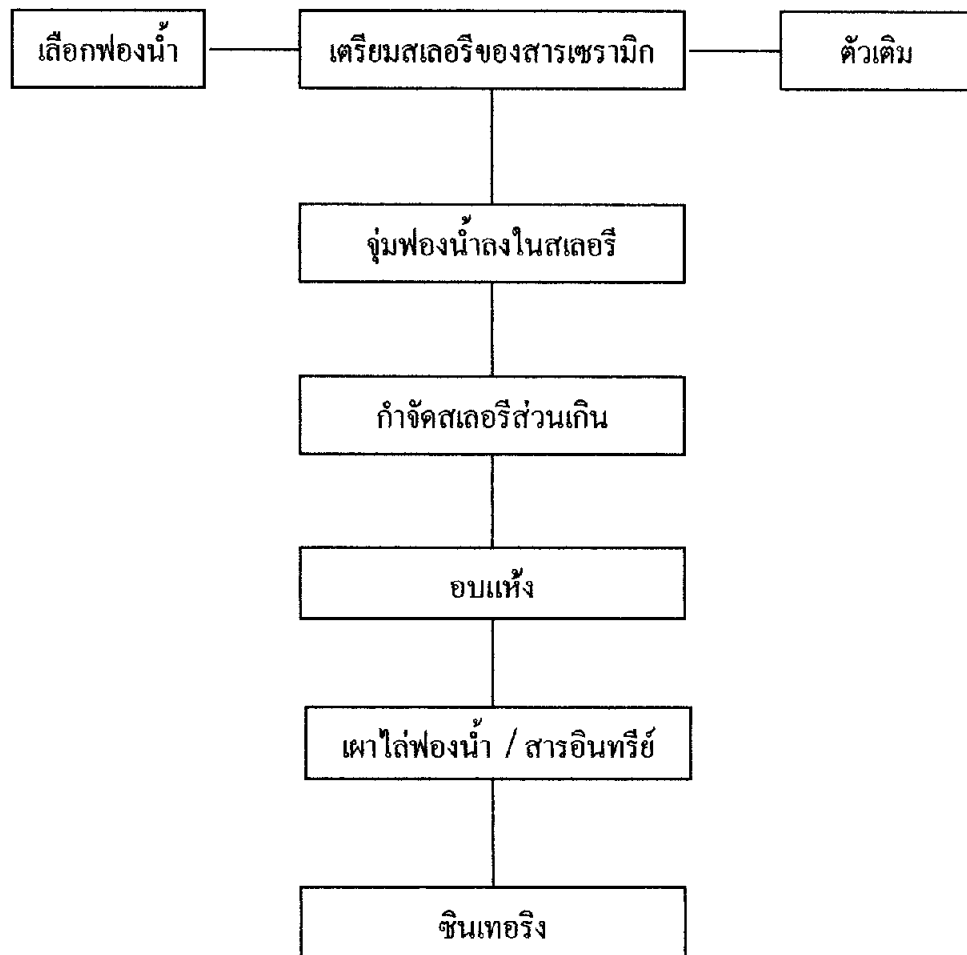 เลือกฟองน้ำ
เตรียมสเลอรีของสารเซรามิก
ตัวเติม
จุ่มฟองน้ำลงในสเลอรี
กำจัดสเลอรีส่วนเกิน
อบแห้ง
เผาไล่ฟองน้ำ / สารอินทรีย์
ซินเทอริง